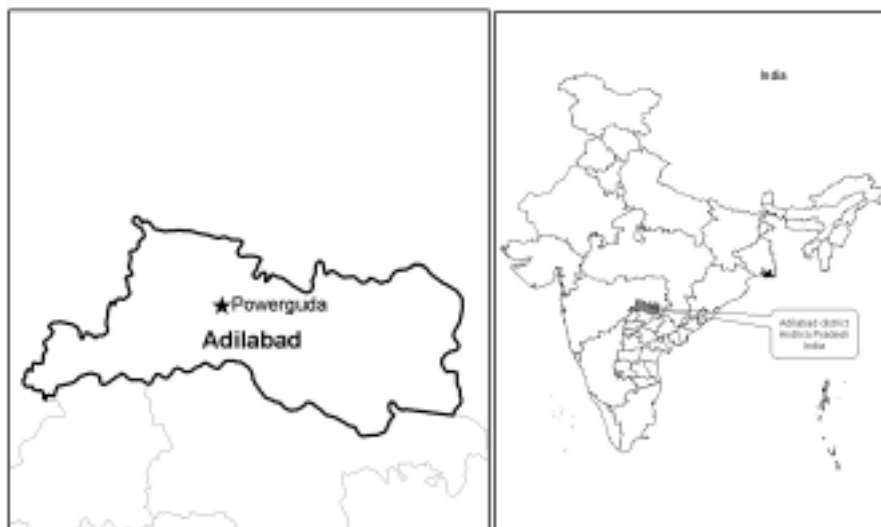 Powerguda
Adilabad
India
Adilabad district
Andhra Pradesh
India